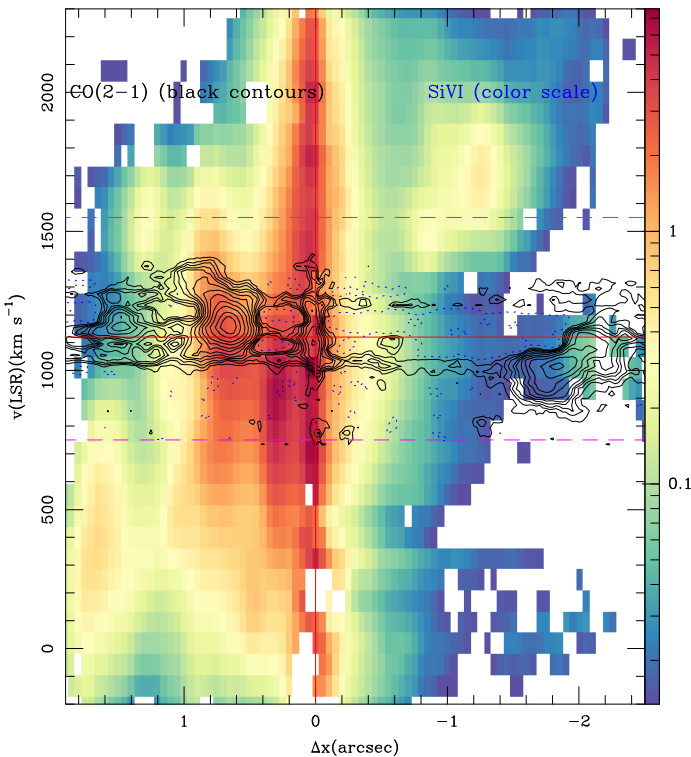 CO(2−1) (black contours)
SiVI (color scale)
2000
1500
1000
500
0
v(LSR)(km s⁻¹)
1
0.1
1 0 −1 −2
Δx(arcsec)